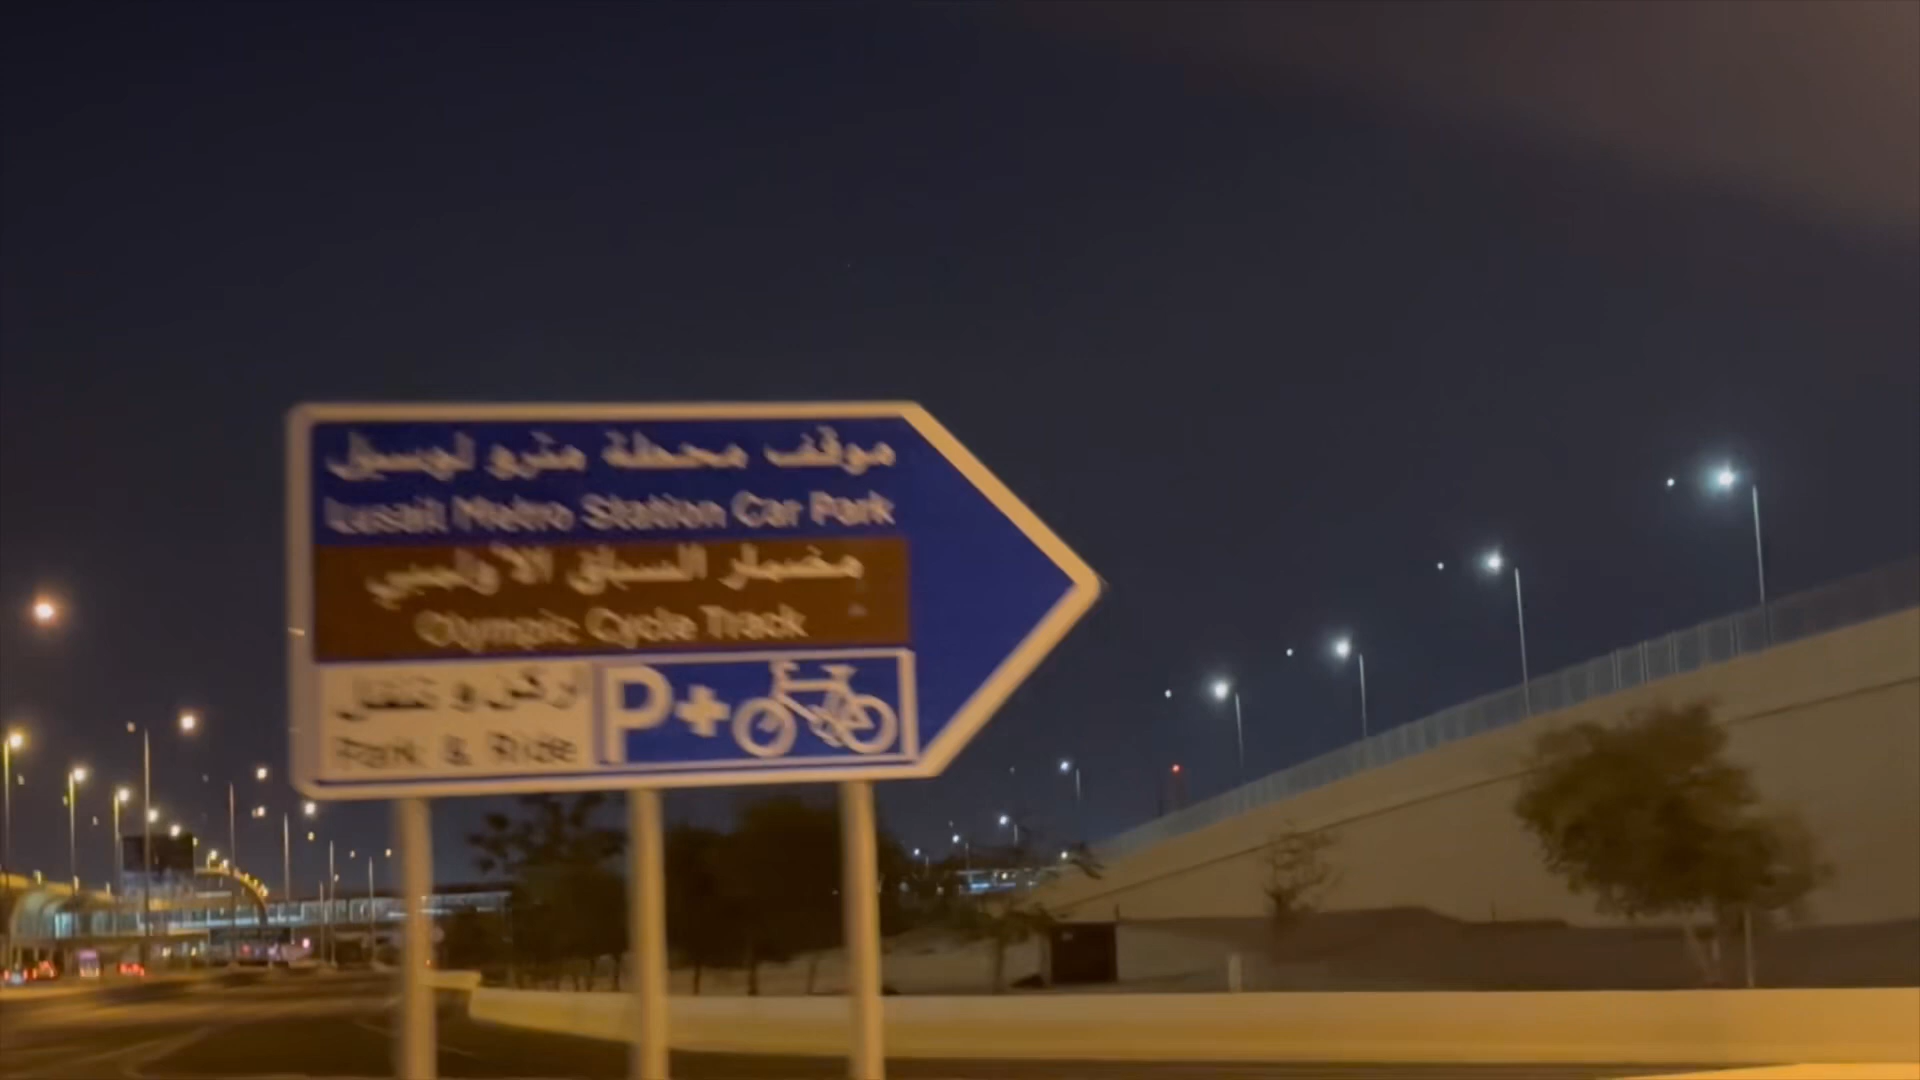 موقف محطة مترو لوسيل
Lusail Metro Station Car Park
مضمار السباق الأولمبي
Olympic Cycle Track
اركن و تنقل
Park & Ride
P+